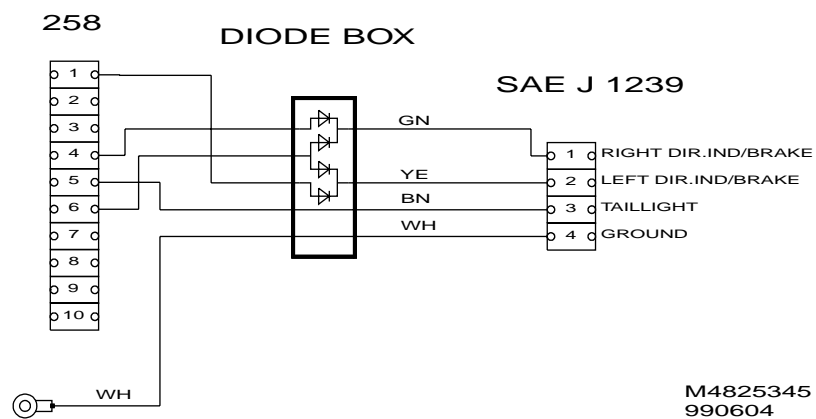 258
DIODE BOX
SAE J 1239
1
2
3
4
5
6
7
8
9
10
GN
YE
BN
WH
1 RIGHT DIR.IND/BRAKE
2 LEFT DIR.IND/BRAKE
3 TAILLIGHT
4 GROUND
WH
M4825345
990604